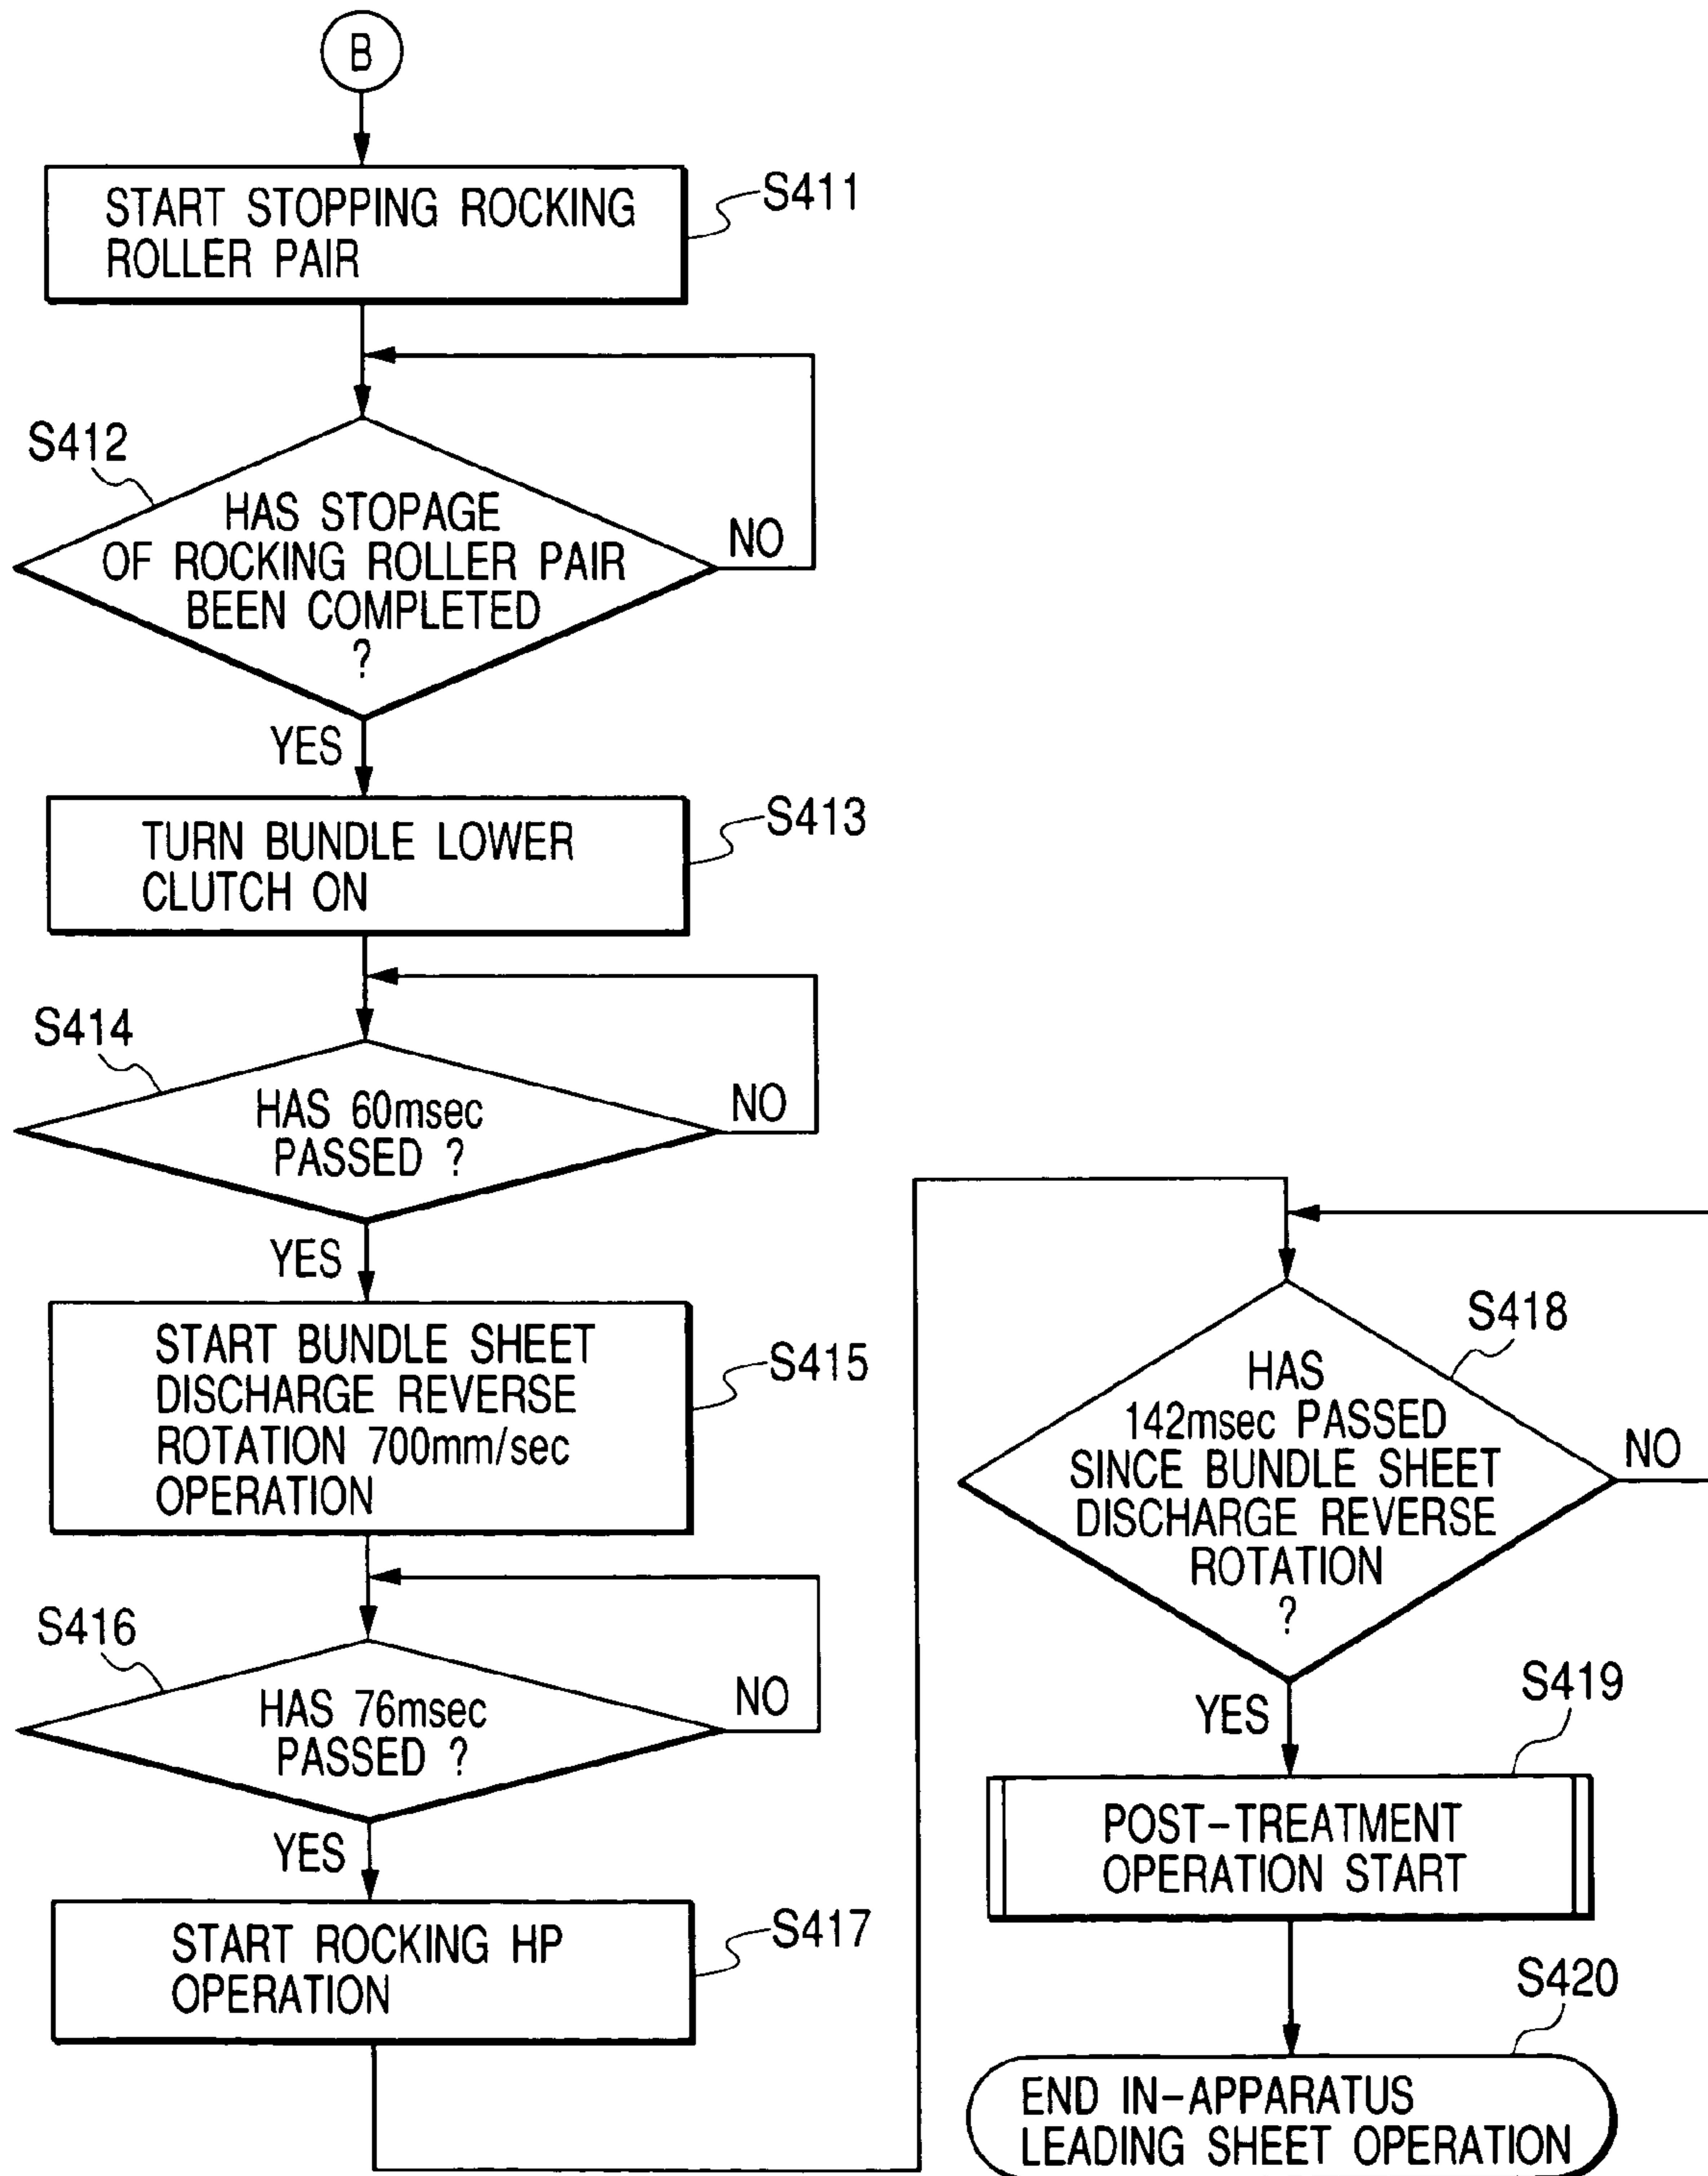 B
START STOPPING ROCKING
ROLLER PAIR
S411
S412
HAS STOPAGE
OF ROCKING ROLLER PAIR
BEEN COMPLETED
?
NO
YES
TURN BUNDLE LOWER
CLUTCH ON
S413
S414
HAS 60msec
PASSED ?
NO
YES
START BUNDLE SHEET
DISCHARGE REVERSE
ROTATION 700mm/sec
OPERATION
S415
S416
HAS 76msec
PASSED ?
NO
YES
START ROCKING HP
OPERATION
S417
S418
HAS
142msec PASSED
SINCE BUNDLE SHEET
DISCHARGE REVERSE
ROTATION
?
NO
YES
S419
POST-TREATMENT
OPERATION START
S420
END IN-APPARATUS
LEADING SHEET OPERATION